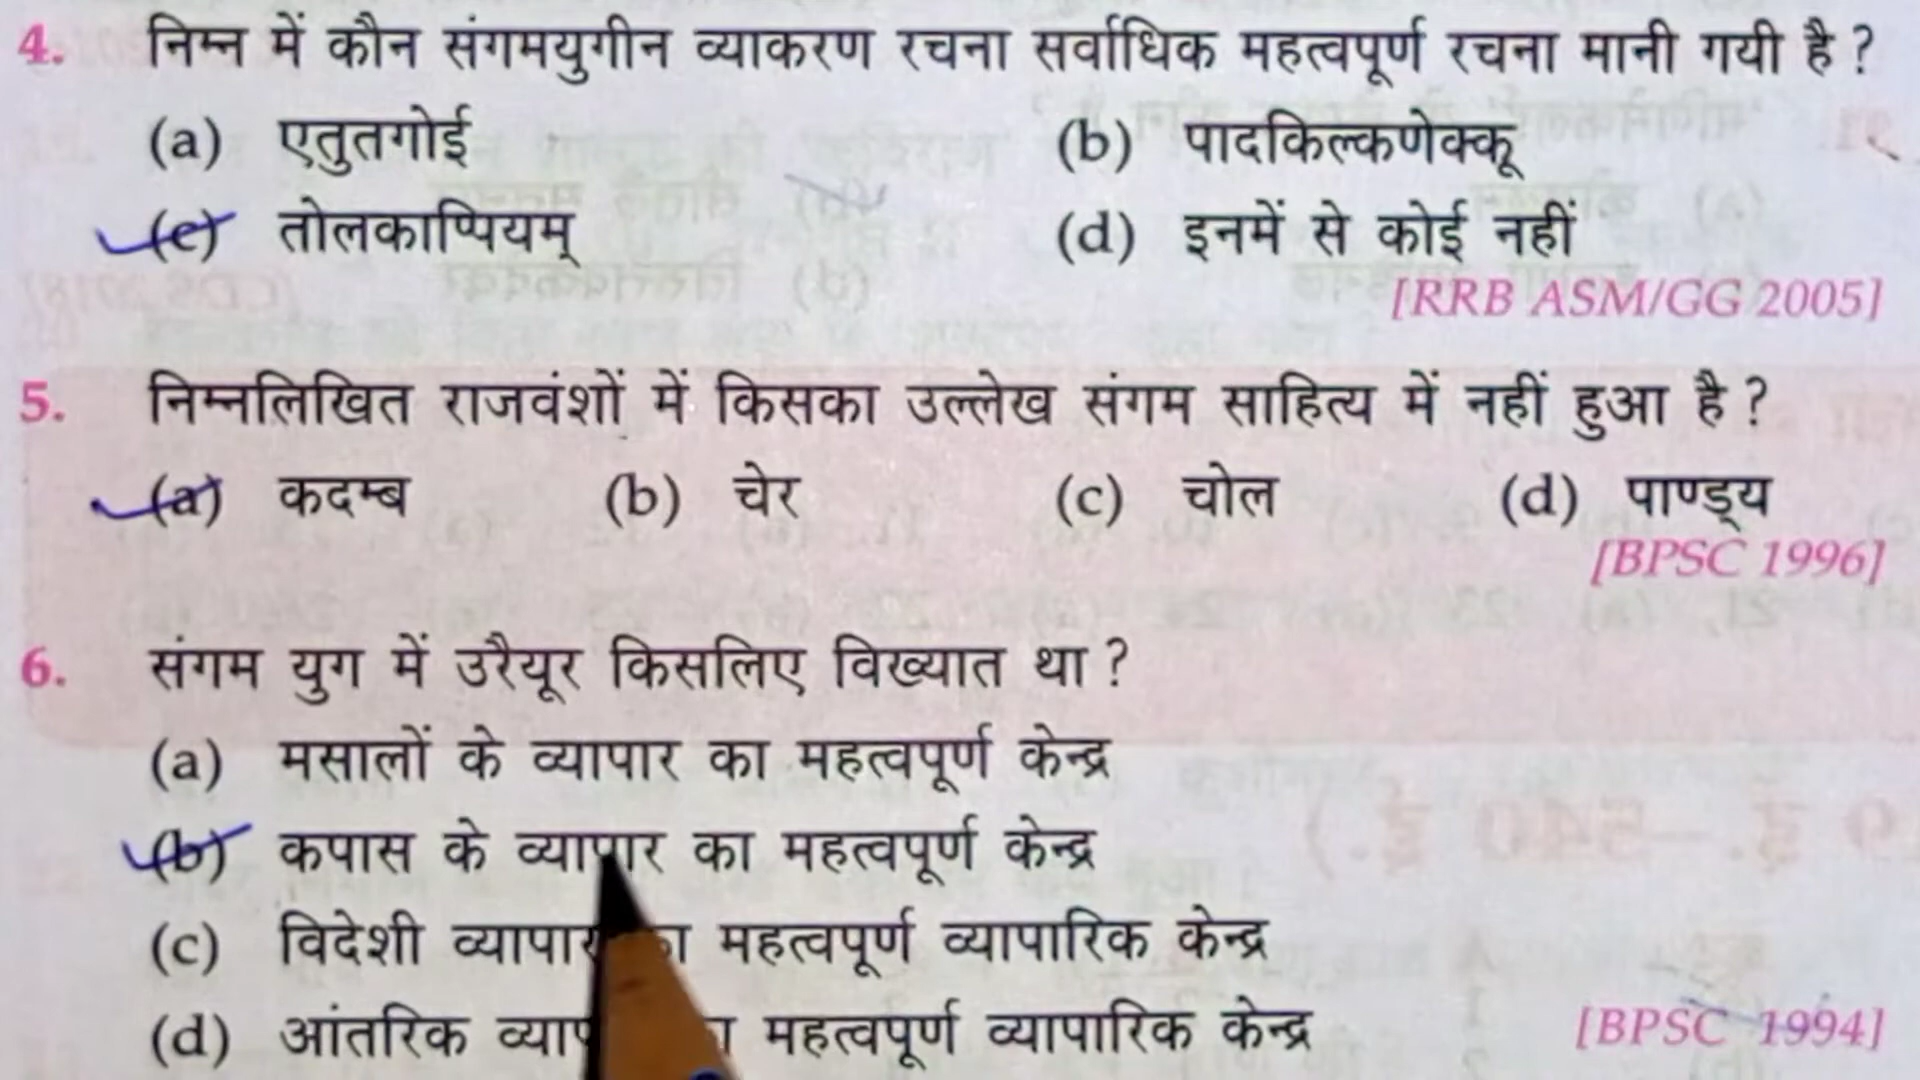 4. निम्न में कौन संगमयुगीन व्याकरण रचना सर्वाधिक महत्वपूर्ण रचना मानी गयी है ?
(a) एतुतगोई (b) पादकिल्कणेक्कू
(c) तोलकाप्पियम् (d) इनमें से कोई नहीं
[RRB ASM/GG 2005]
5. निम्नलिखित राजवंशों में किसका उल्लेख संगम साहित्य में नहीं हुआ है ?
(a) कदम्ब (b) चेर (c) चोल (d) पाण्ड्य
[BPSC 1996]
6. संगम युग में उरैयूर किसलिए विख्यात था ?
(a) मसालों के व्यापार का महत्वपूर्ण केन्द्र
(b) कपास के व्यापार का महत्वपूर्ण केन्द्र
(c) विदेशी व्यापार महत्वपूर्ण व्यापारिक केन्द्र
(d) आंतरिक महत्वपूर्ण व्यापारिक केन्द्र [BPSC 1994]